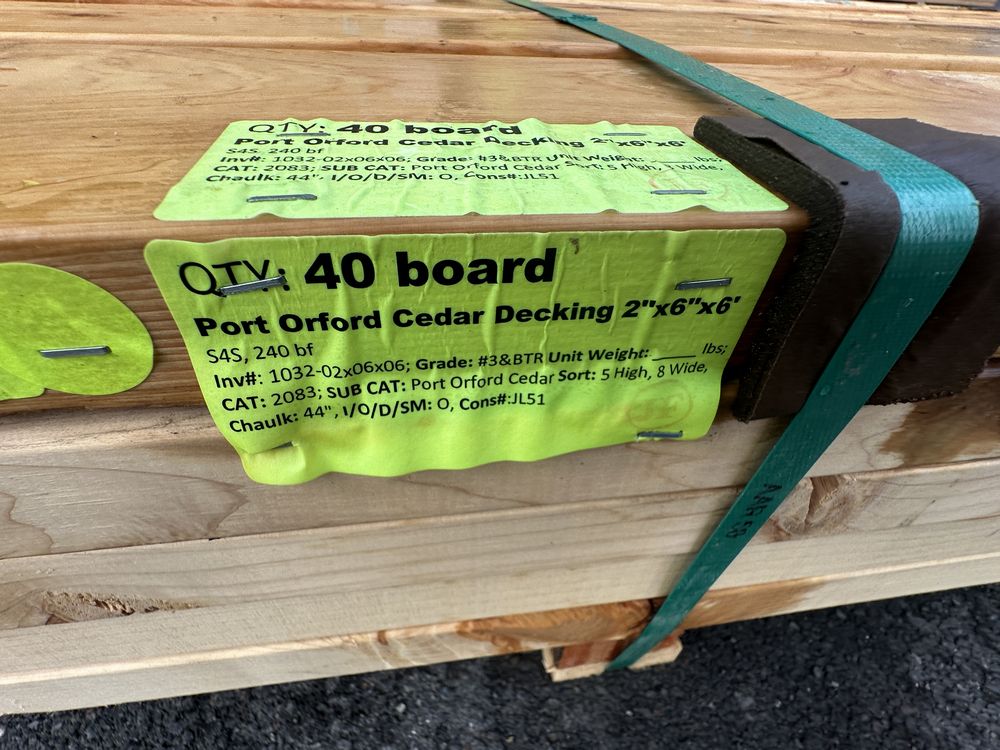 QTY: 40 board
Port Orford Cedar Decking 2"x6"x6'
S4S, 240 bf
Inv#: 1032-02x06x06; Grade: #3&BTR Unit Weight: ____ lbs;
CAT: 2083; SUB CAT: Port Orford Cedar Sort: 5 High, 8 Wide,
Chaulk: 44", I/O/D/SM: O, Cons#:JL51
QTY: 40 board
Port Orford Cedar Decking 2"x6"x6'
S4S, 240 bf
Inv#: 1032-02x06x06; Grade: #3&BTR Unit Weight: ____ lbs;
CAT: 2083; SUB CAT: Port Orford Cedar Sort: 5 High, 8 Wide,
Chaulk: 44", I/O/D/SM: O, Cons#:JL51